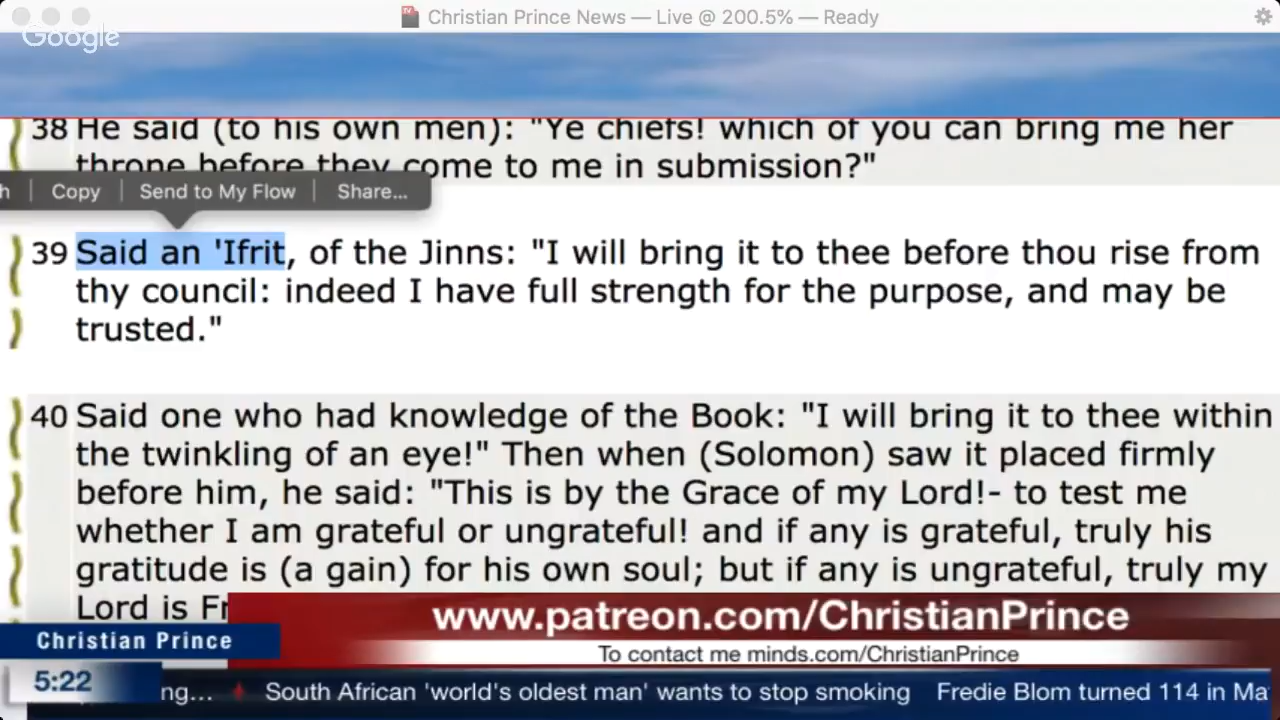 Christian Prince News — Live @ 200.5% — Ready
Google
38 He said (to his own men): "Ye chiefs! which of you can bring me her
throne before they come to me in submission?"
h | Copy | Send to My Flow | Share...
39 Said an 'Ifrit, of the Jinns: "I will bring it to thee before thou rise from
thy council: indeed I have full strength for the purpose, and may be
trusted."
40 Said one who had knowledge of the Book: "I will bring it to thee within
the twinkling of an eye!" Then when (Solomon) saw it placed firmly
before him, he said: "This is by the Grace of my Lord!- to test me
whether I am grateful or ungrateful! and if any is grateful, truly his
gratitude is (a gain) for his own soul; but if any is ungrateful, truly my
Lord is Fr
www.patreon.com/ChristianPrince
Christian Prince
To contact me minds.com/ChristianPrince
5:22
ng... South African 'world's oldest man' wants to stop smoking Fredie Blom turned 114 in Ma